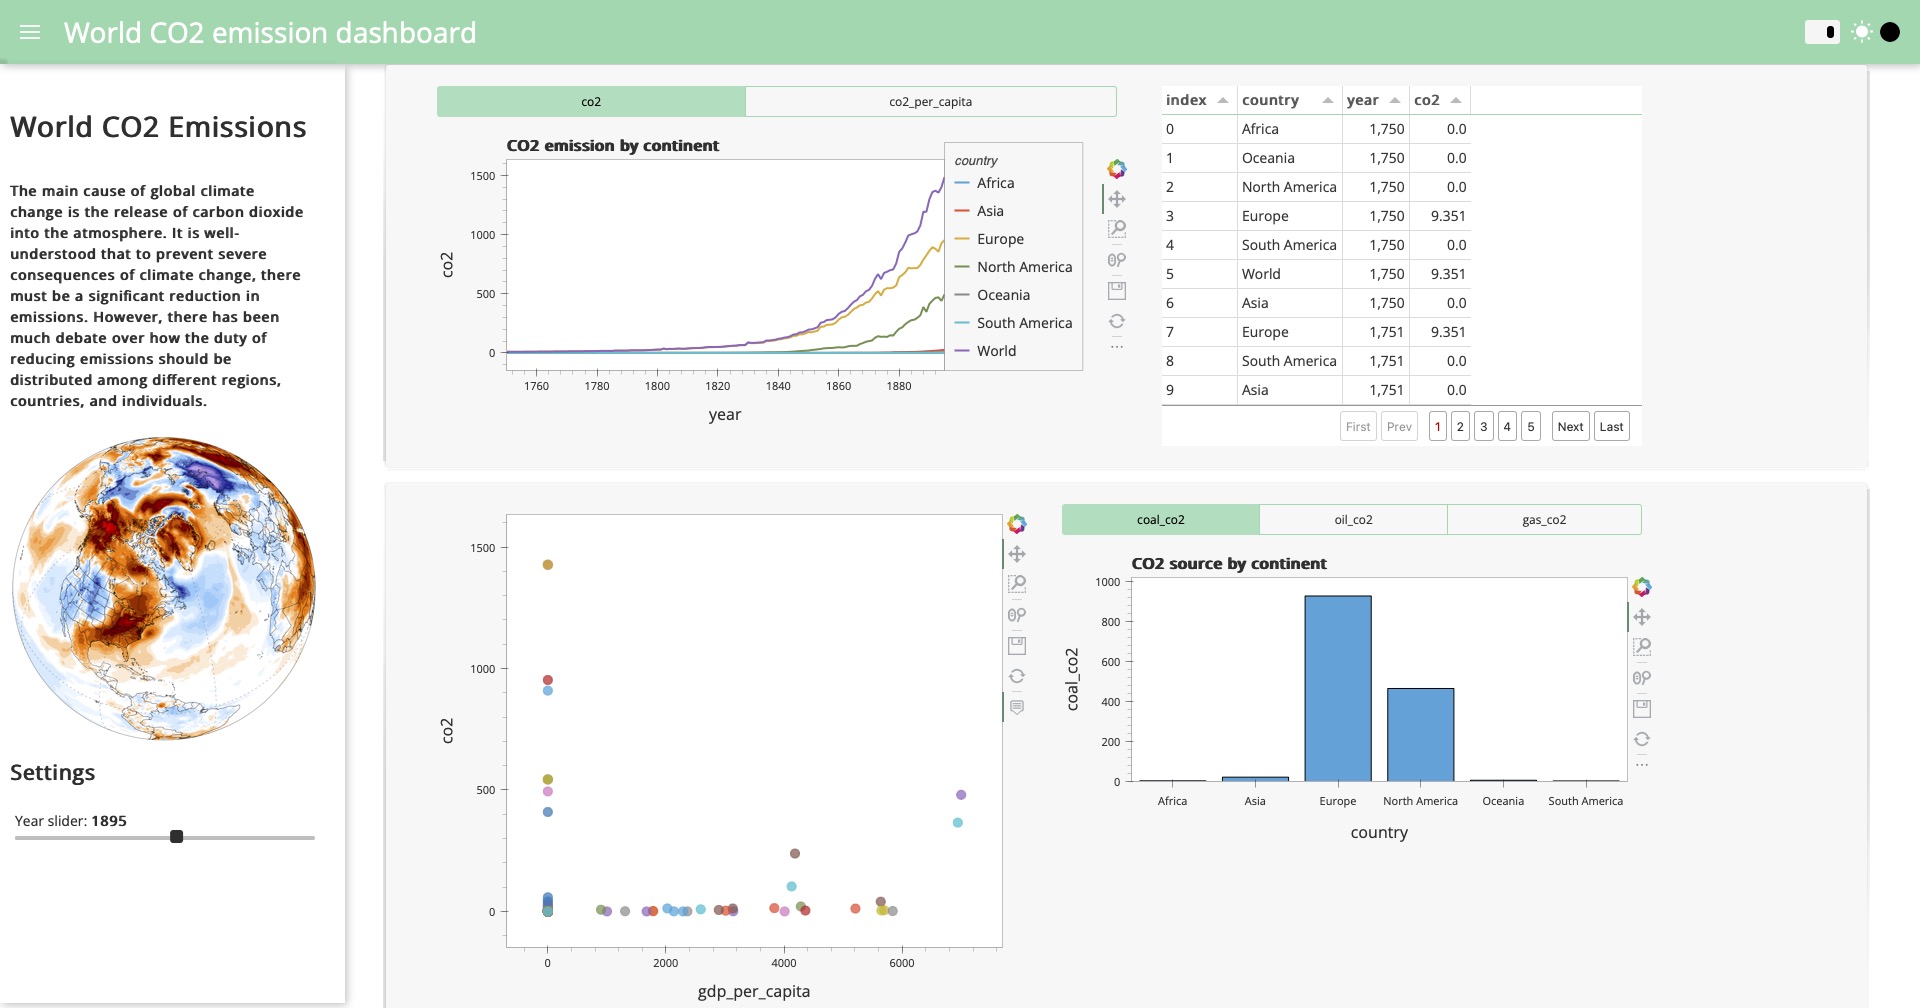 World CO2 emission dashboard
World CO2 Emissions
The main cause of global climate
change is the release of carbon dioxide
into the atmosphere. It is well-
understood that to prevent severe
consequences of climate change, there
must be a significant reduction in
emissions. However, there has been
much debate over how the duty of
reducing emissions should be
distributed among different regions,
countries, and individuals.
Settings
Year slider: 1895
co2 co2_per_capita
CO2 emission by continent
co2
1500
1000
500
0
1760 1780 1800 1820 1840 1860 1880
year
country
Africa
Asia
Europe
North America
Oceania
South America
World
index country year co2
0 Africa 1,750 0.0
1 Oceania 1,750 0.0
2 North America 1,750 0.0
3 Europe 1,750 9.351
4 South America 1,750 0.0
5 World 1,750 9.351
6 Asia 1,750 0.0
7 Europe 1,751 9.351
8 South America 1,751 0.0
9 Asia 1,751 0.0
First Prev 1 2 3 4 5 Next Last
co2
1500
1000
500
0
0 2000 4000 6000
gdp_per_capita
coal_co2 oil_co2 gas_co2
CO2 source by continent
coal_co2
1000
800
600
400
200
0
Africa Asia Europe North America Oceania South America
country